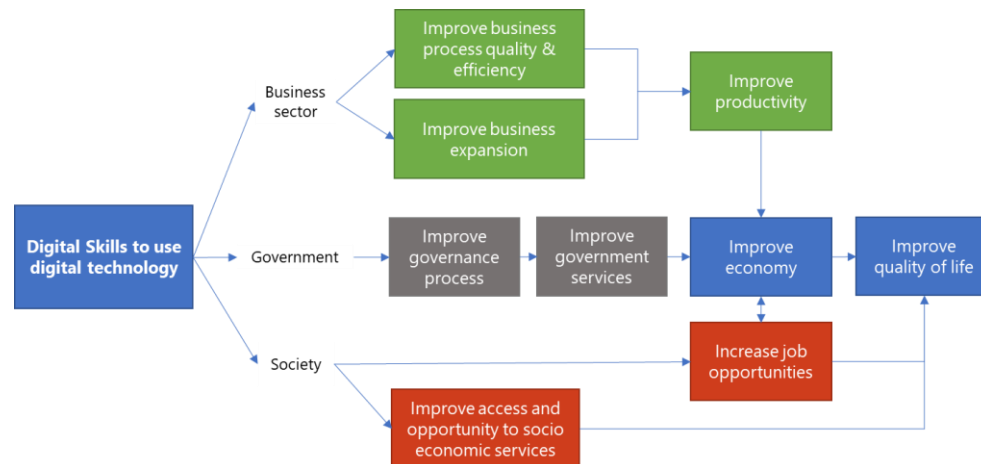 Improve business
process quality &
efficiency
Business
sector
Improve
productivity
Improve business
expansion
Digital Skills to use
digital technology
Government
Improve
governance
process
Improve
government
services
Improve
economy
Improve
quality of life
Society
Increase job
opportunities
Improve access and
opportunity to socio
economic services